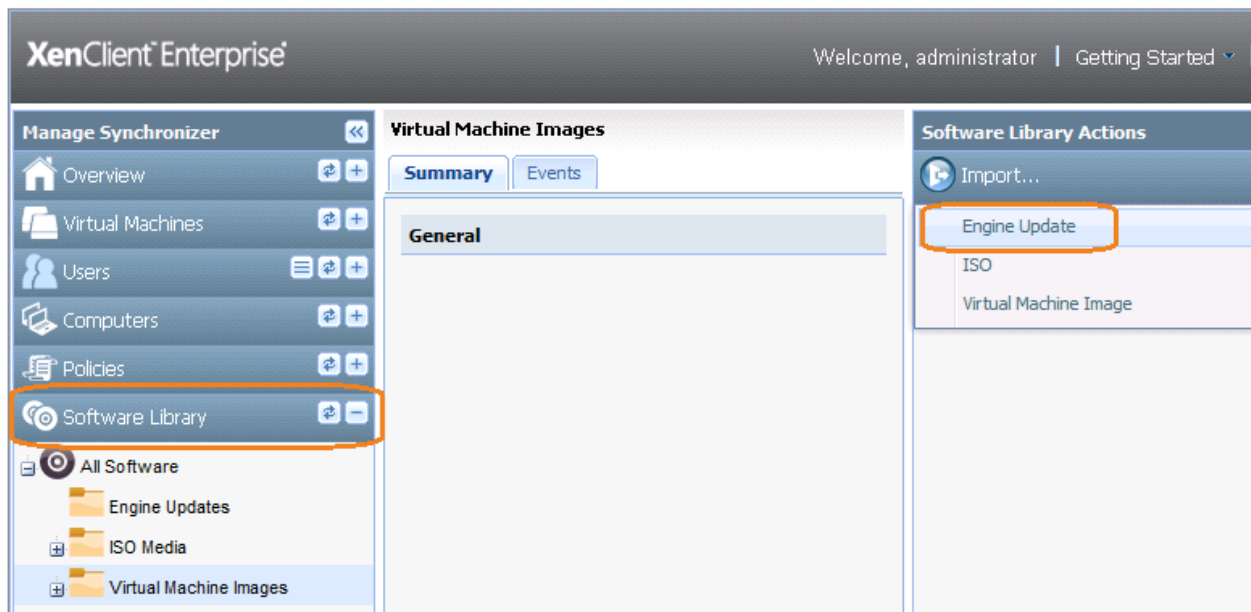 XenClient Enterprise
Welcome, administrator | Getting Started
Manage Synchronizer
Overview
Virtual Machines
Users
Computers
Policies
Software Library
All Software
Engine Updates
ISO Media
Virtual Machine Images
Virtual Machine Images
Summary
Events
General
Software Library Actions
Import...
Engine Update
ISO
Virtual Machine Image